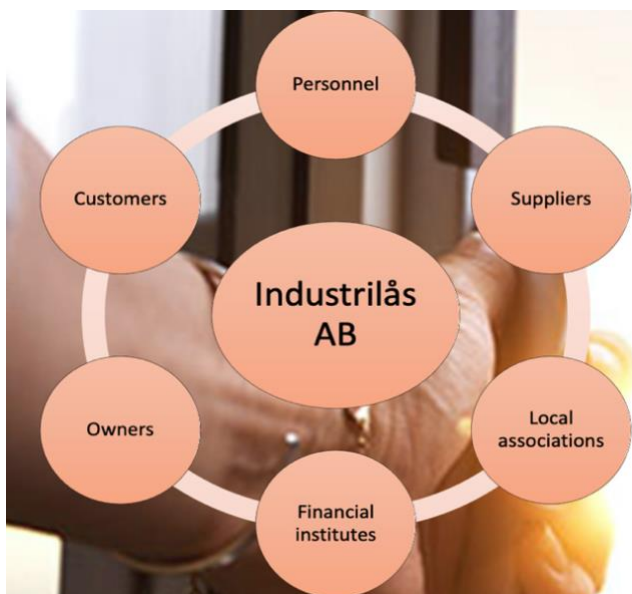 Personnel
Suppliers
Local
associations
Financial
institutes
Owners
Customers
Industrilås
AB